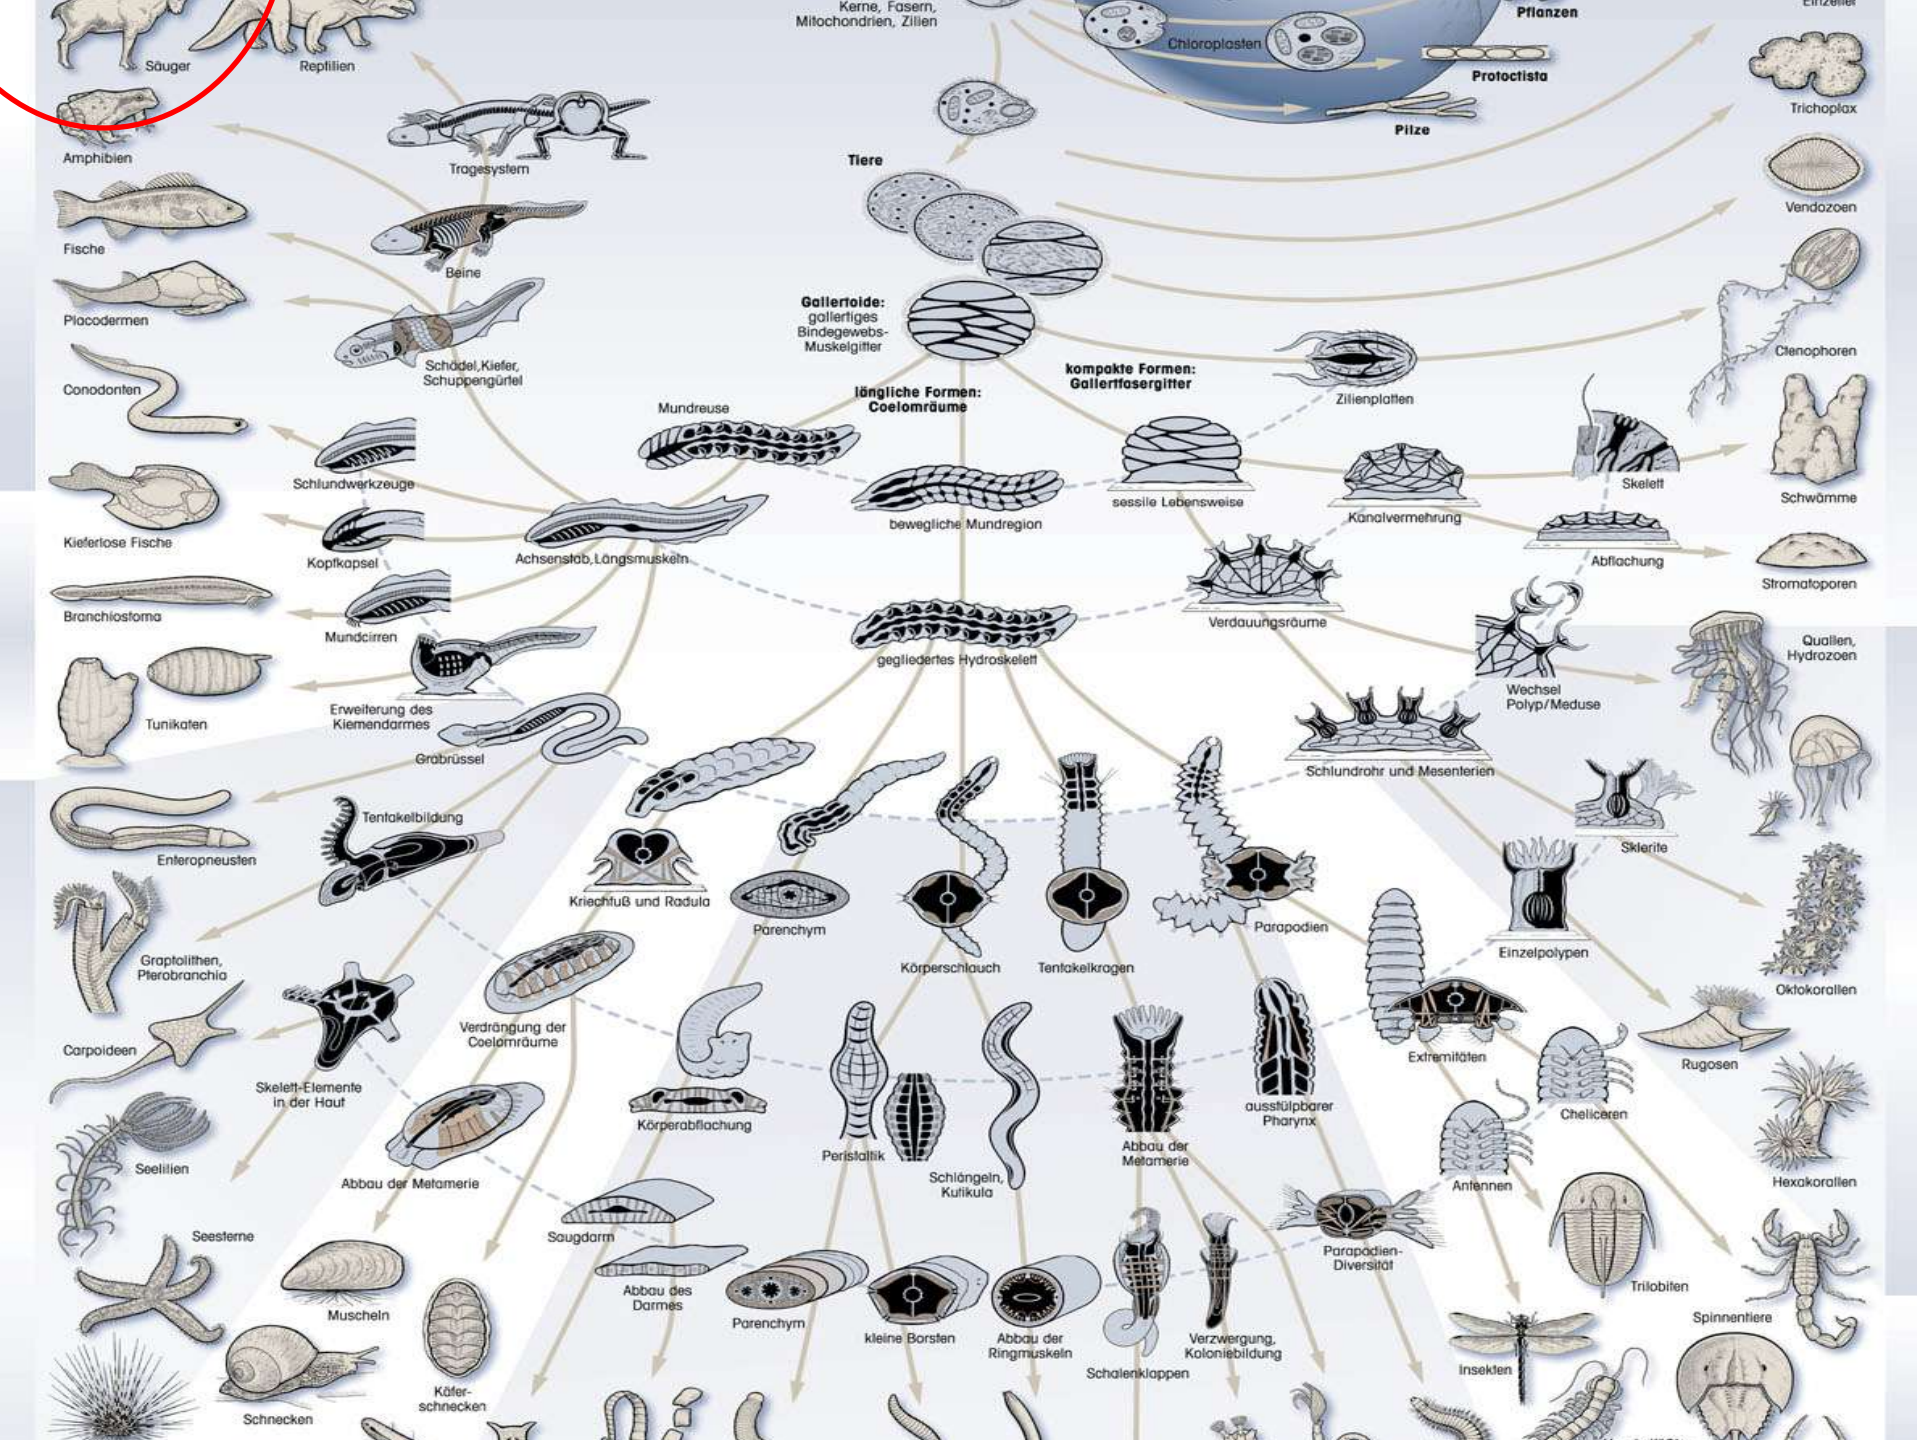 Kerne, Fasern,
Mitochondrien, Zilien
Pflanzen
Einzeller
Chloroplasten
Säuger
Reptilien
Protoctista
Trichoplax
Pilze
Amphibien
Tragesystem
Tiere
Vendozoen
Fische
Beine
Placodermen
Gallertoide:
gallertiges
Bindegewebs-
Muskelgitter
Schädel,Kiefer,
Schuppengürtel
Ctenophoren
kompakte Formen:
Gallertfasergitter
Conodonten
längliche Formen:
Coelomräume
Zilienplatten
Mundreuse
Schlundwerkzeuge
sessile Lebensweise
Skelett
Schwämme
bewegliche Mundregion
Kanalvermehrung
Kieferlose Fische
Kopfkapsel
Achsenstab,Längsmuskeln
Abflachung
Stromatoporen
Branchiostoma
Mundcirren
Verdauungsräume
gegliedertes Hydroskelett
Quallen,
Hydrozoen
Wechsel
Polyp/Meduse
Tunikaten
Erweiterung des
Kiemendarmes
Grabrüssel
Schlundrohr und Mesenterien
Tentakelbildung
Enteropneusten
Sklerite
Kriechfuß und Radula
Parenchym
Parapodien
Graptolithen,
Pterobranchia
Körperschlauch
Tentakelkragen
Einzelpolypen
Oktokorallen
Carpoideen
Verdrängung der
Coelomräume
Extremitäten
Rugosen
Skelett-Elemente
in der Haut
Körperabflachung
ausstülpbarer
Pharynx
Cheliceren
Seelilien
Abbau der Metamerie
Peristaltik
Schlängeln,
Kutikula
Abbau der
Metamerie
Antennen
Hexakorallen
Seesterne
Saugdarm
Parapodien-
Diversität
Muscheln
Abbau des
Darmes
Parenchym
kleine Borsten
Abbau der
Ringmuskeln
Verzwergung,
Koloniebildung
Trilobiten
Spinnentiere
Schalenklappen
Insekten
Käfer-
schnecken
Schnecken